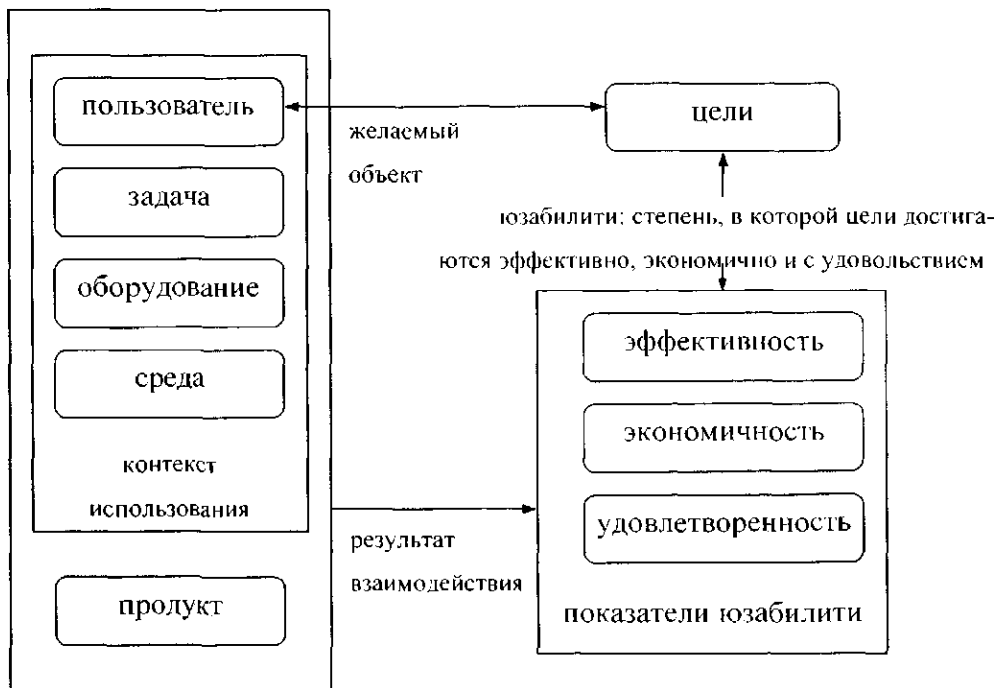 пользователь
задача
оборудование
среда
контекст
использования
продукт
желаемый
объект
цели
юзабилити: степень, в которой цели достига-
ются эффективно, экономично и с удовольствием
эффективность
экономичность
удовлетворенность
показатели юзабилити
результат
взаимодействия